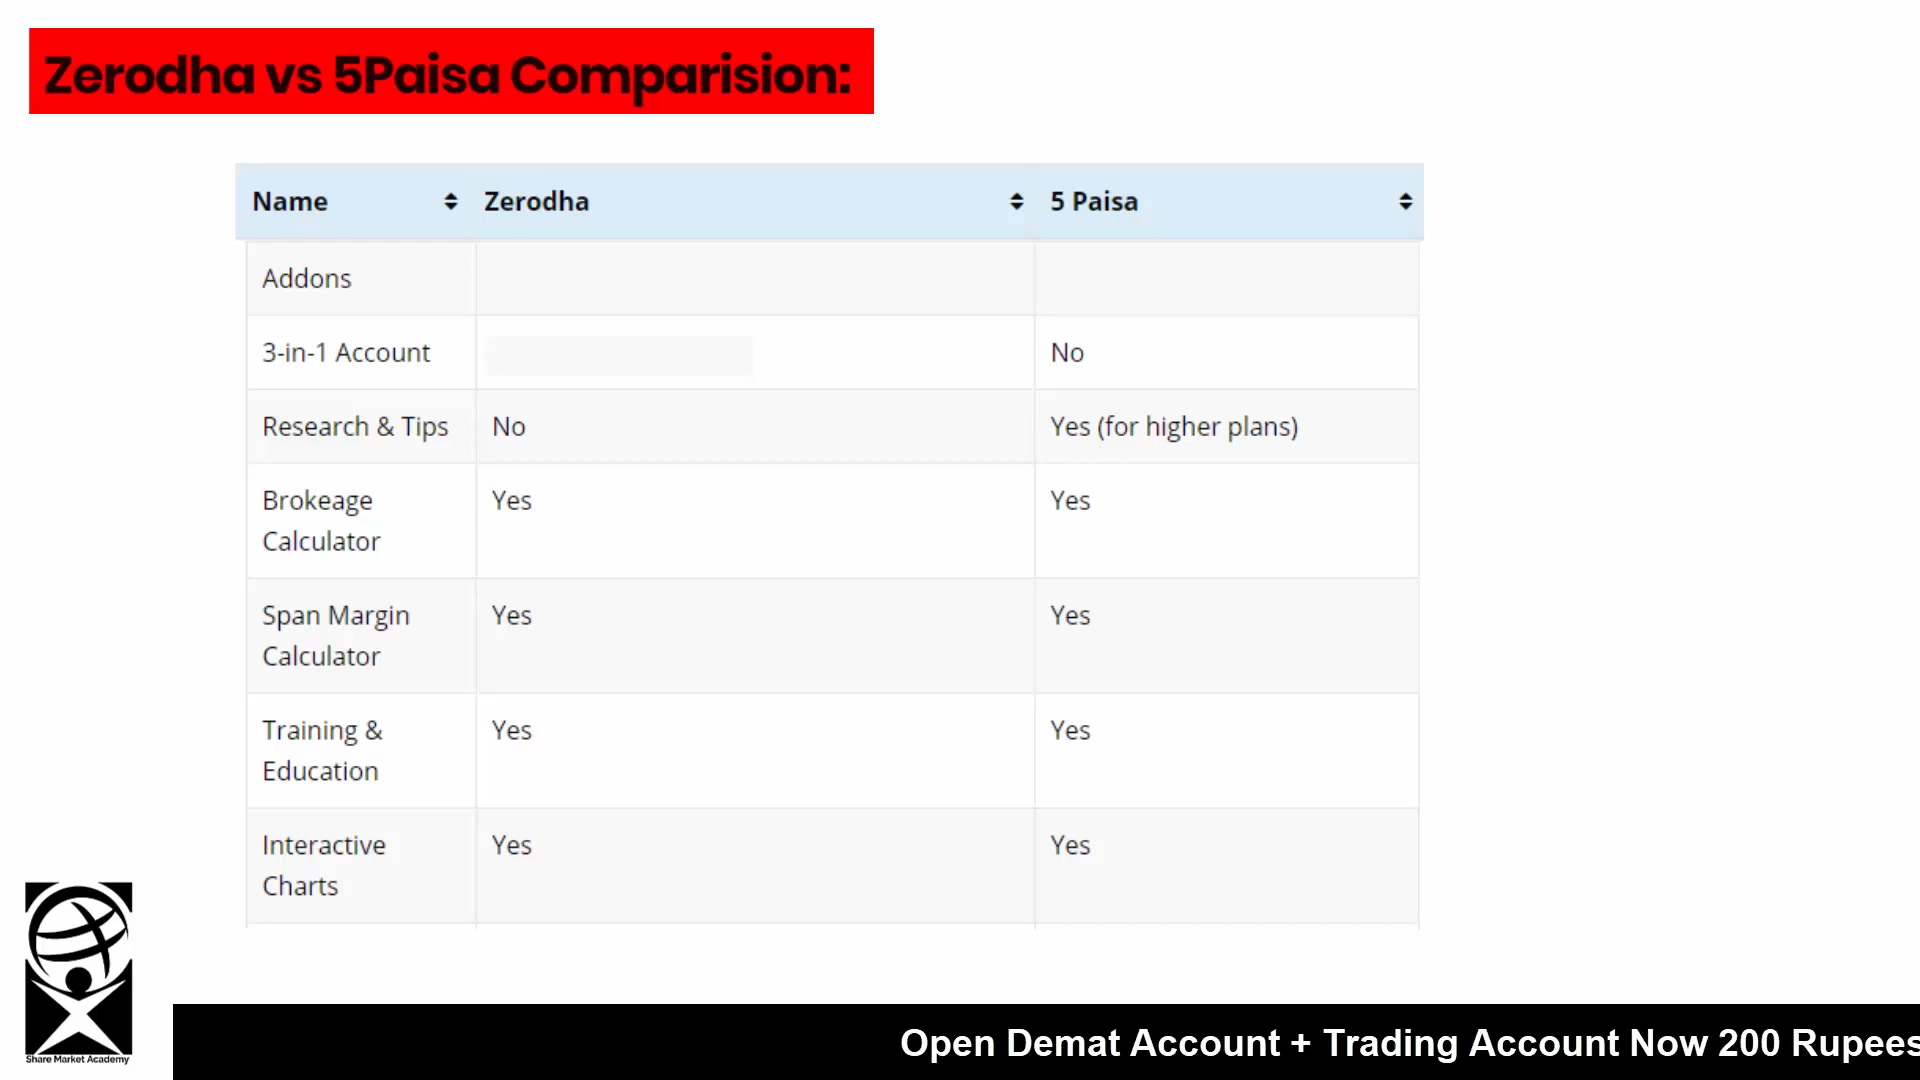 Zerodha vs 5Paisa Comparision:
Name Zerodha 5 Paisa
Addons
3-in-1 Account No
Research & Tips No Yes (for higher plans)
Brokeage Yes Yes
Calculator
Span Margin Yes Yes
Calculator
Training & Yes Yes
Education
Interactive Yes Yes
Charts
Share Market Academy
Open Demat Account + Trading Account Now 200 Rupees